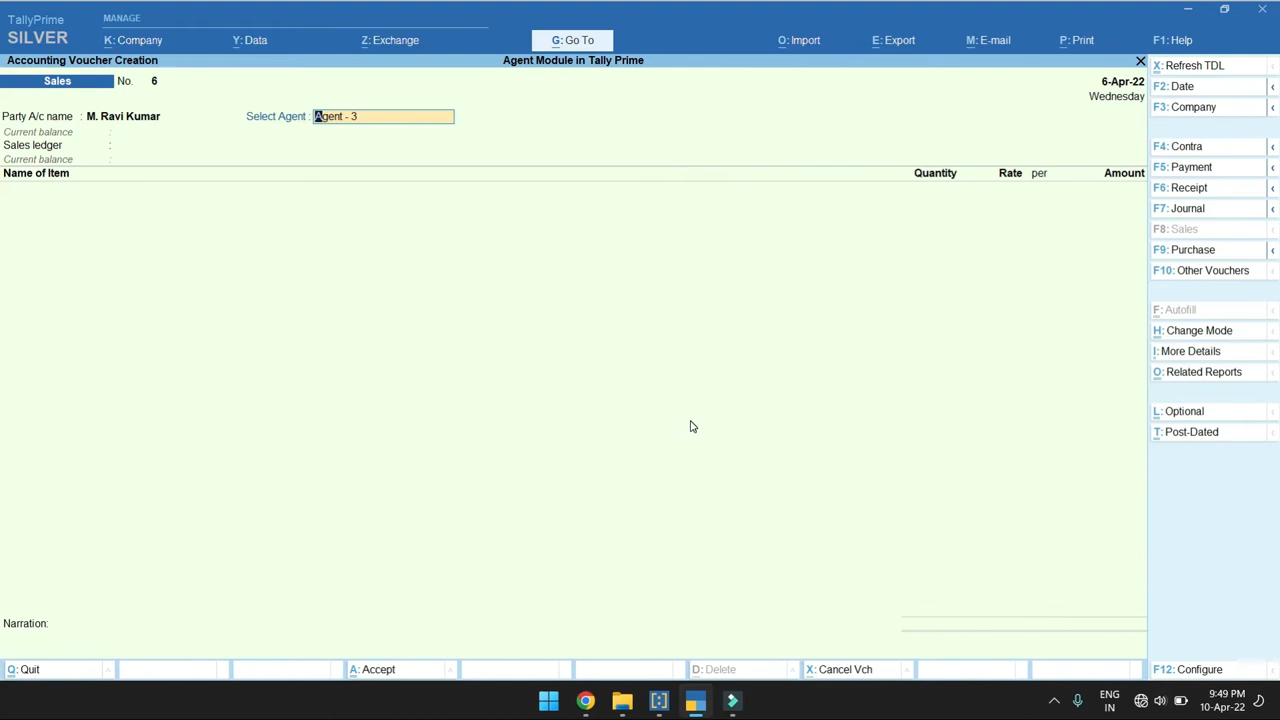 TallyPrime
MANAGE
SILVER
K: Company
Y: Data
Z: Exchange
G: Go To
O: Import
E: Export
M: E-mail
P: Print
F1: Help
Accounting Voucher Creation
Agent Module in Tally Prime
X: Refresh TDL
Sales No. 6
6-Apr-22
F2: Date
Wednesday
F3: Company
Party A/c name : M. Ravi Kumar
Select Agent : Agent - 3
Current balance :
Sales ledger :
F4: Contra
Current balance :
F5: Payment
Name of Item Quantity Rate per Amount
F6: Receipt
F7: Journal
F8: Sales
F9: Purchase
F10: Other Vouchers
F: Autofill
H: Change Mode
I: More Details
O: Related Reports
L: Optional
T: Post-Dated
Narration:
Q: Quit
A: Accept
D: Delete
X: Cancel Vch
F12: Configure
ENG
IN
9:49 PM
10-Apr-22